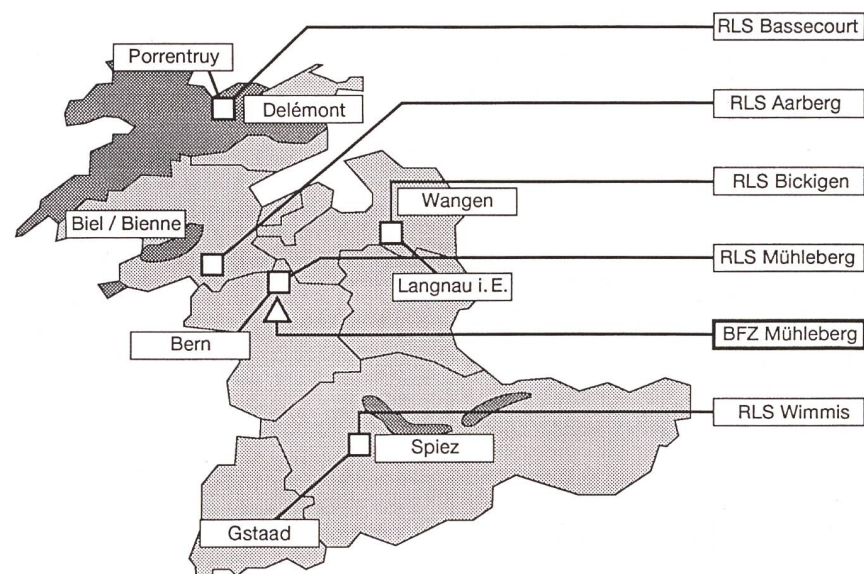 RLS Bassecourt
Porrentruy
Delémont
RLS Aarberg
RLS Bickigen
Wangen
Biel / Bienne
RLS Mühleberg
Langnau i. E.
BFZ Mühleberg
Bern
RLS Wimmis
Spiez
Gstaad